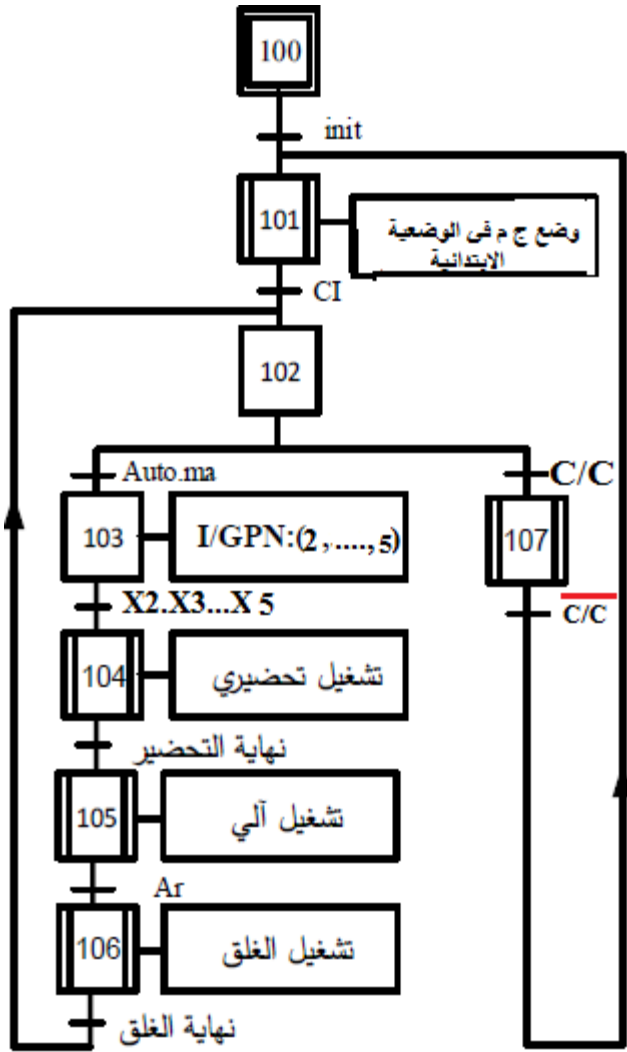 100
init
101
وضع ج م في الوضعية
الابتدائية
CI
102
Auto.ma
C/C
103
I/GPN:(2 ,....., 5)
107
X2.X3...X 5
C/C
104
تشغيل تحضيري
نهاية التحضير
105
تشغيل آلي
Ar
106
تشغيل الغلق
نهاية الغلق